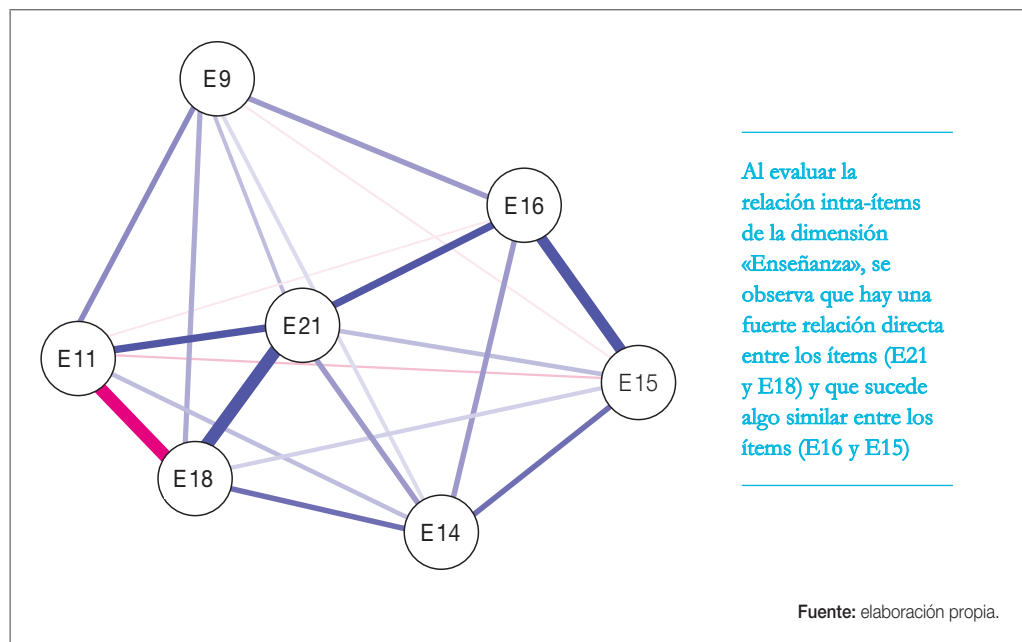 E9
E16
E21
E11
E15
E18
E14
Al evaluar la
relación intra-ítems
de la dimensión
«Enseñanza», se
observa que hay una
fuerte relación directa
entre los ítems (E21
y E18) y que sucede
algo similar entre los
ítems (E16 y E15)
Fuente: elaboración propia.